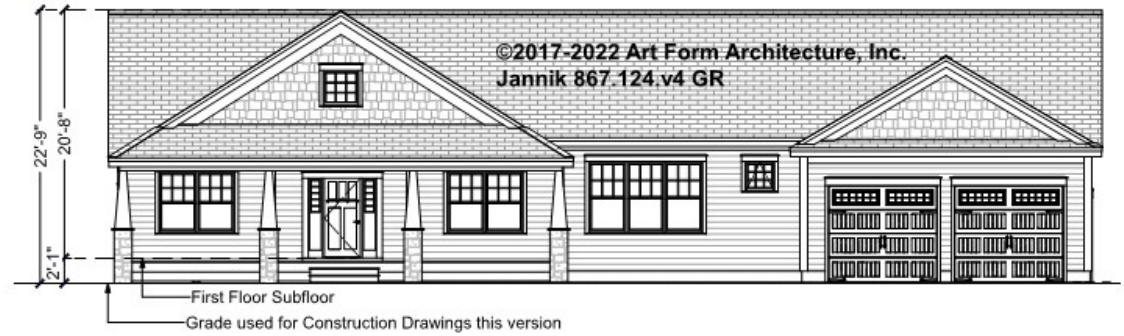 ©2017-2022 Art Form Architecture, Inc.
Jannik 867.124.v4 GR
22'-9"
20'-8"
2'-1"
First Floor Subfloor
Grade used for Construction Drawings this version